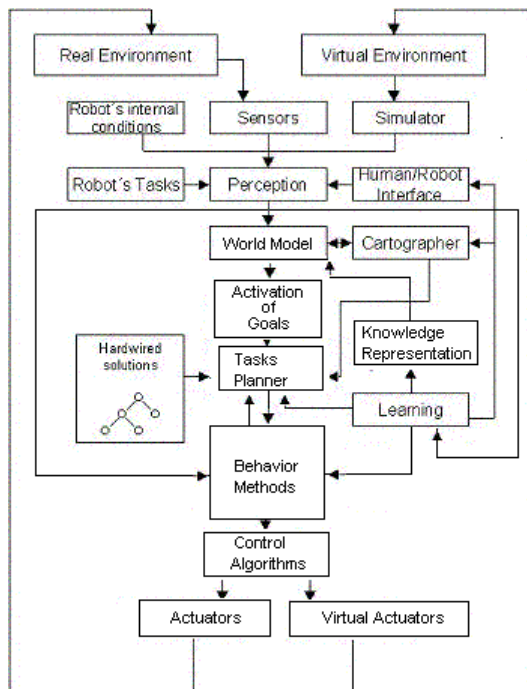 Real Environment
Virtual Environment
Robot´s internal
conditions
Sensors
Simulator
Robot´s Tasks
Perception
Human/Robot
Interface
World Model
Cartographer
Activation
of
Goals
Knowledge
Representation
Hardwired
solutions
Tasks
Planner
Learning
Behavior
Methods
Control
Algorithms
Actuators
Virtual Actuators